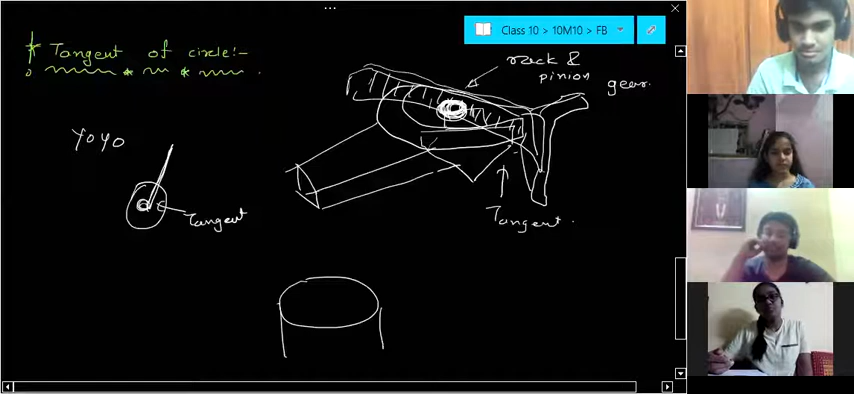 Class 10 > 10M10 > FB
Tangent of circle:-
rack &
pinion
gear.
YOYO
Tangent
Tangent.